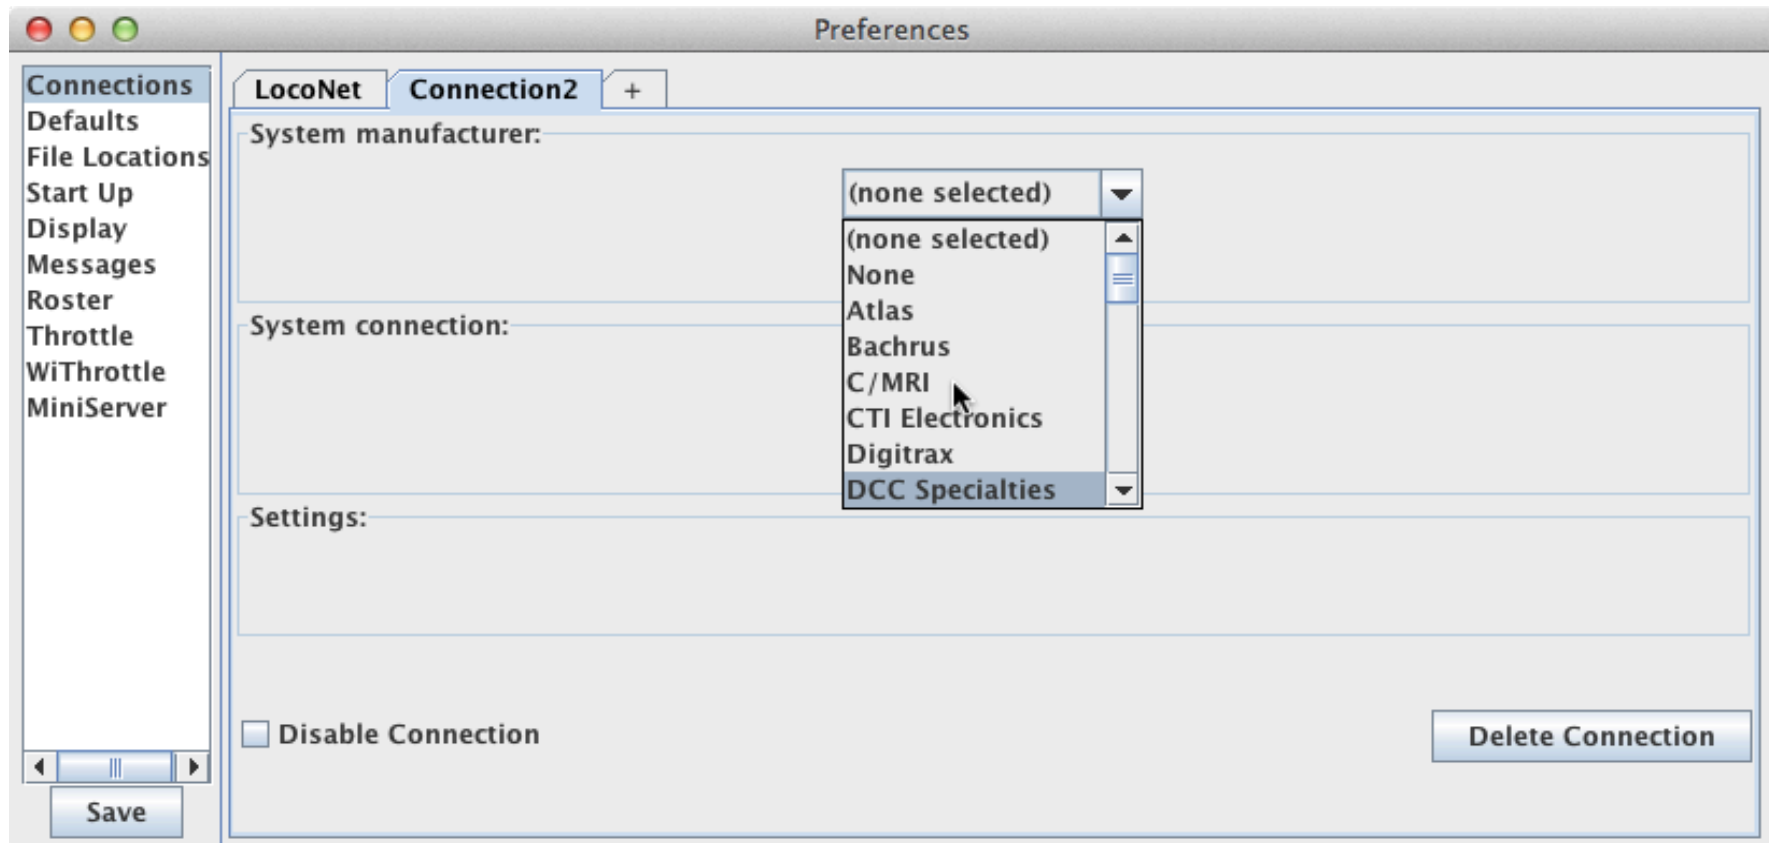 Preferences
Connections
Defaults
File Locations
Start Up
Display
Messages
Roster
Throttle
WiThrottle
MiniServer
Save
LocoNet
Connection2
+
System manufacturer:
(none selected)
(none selected)
None
Atlas
Bachrus
C/MRI
CTI Electronics
Digitrax
DCC Specialties
System connection:
Settings:
Disable Connection
Delete Connection